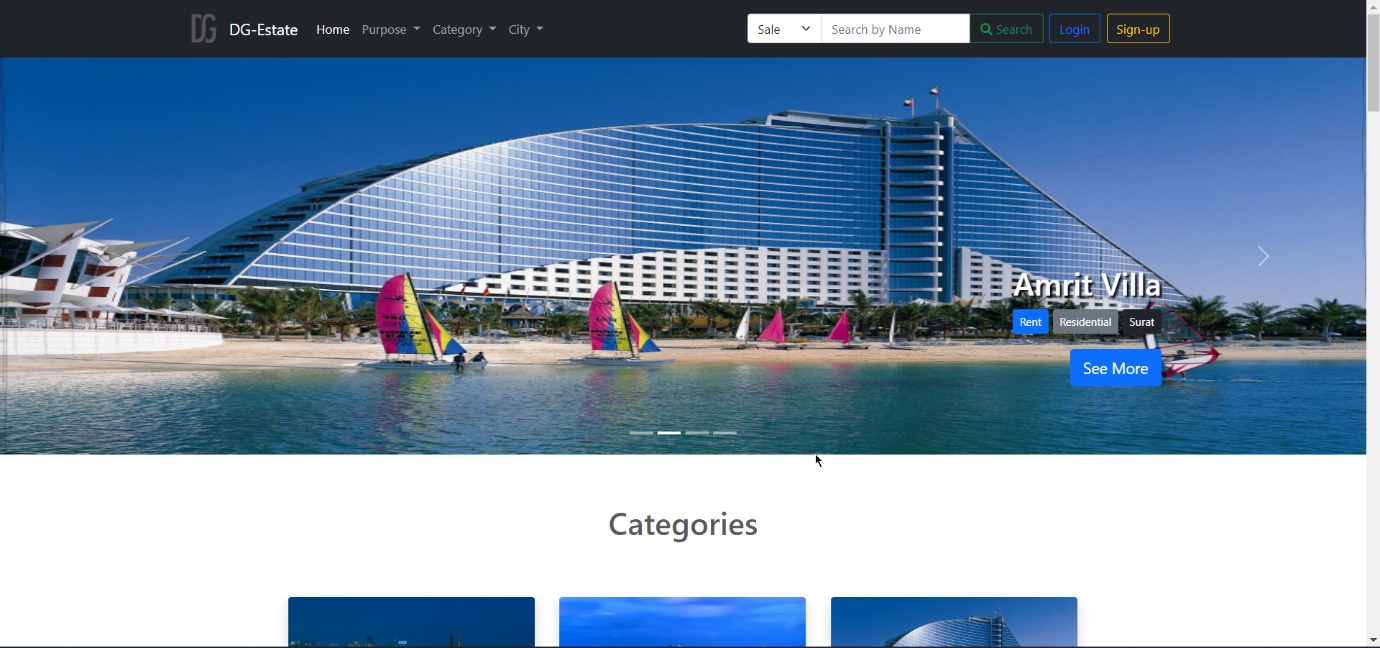 DG DG-Estate Home Purpose Category City Sale Search by Name Search Login Sign-up
Amrit Villa
Rent Residential Surat
See More
Categories